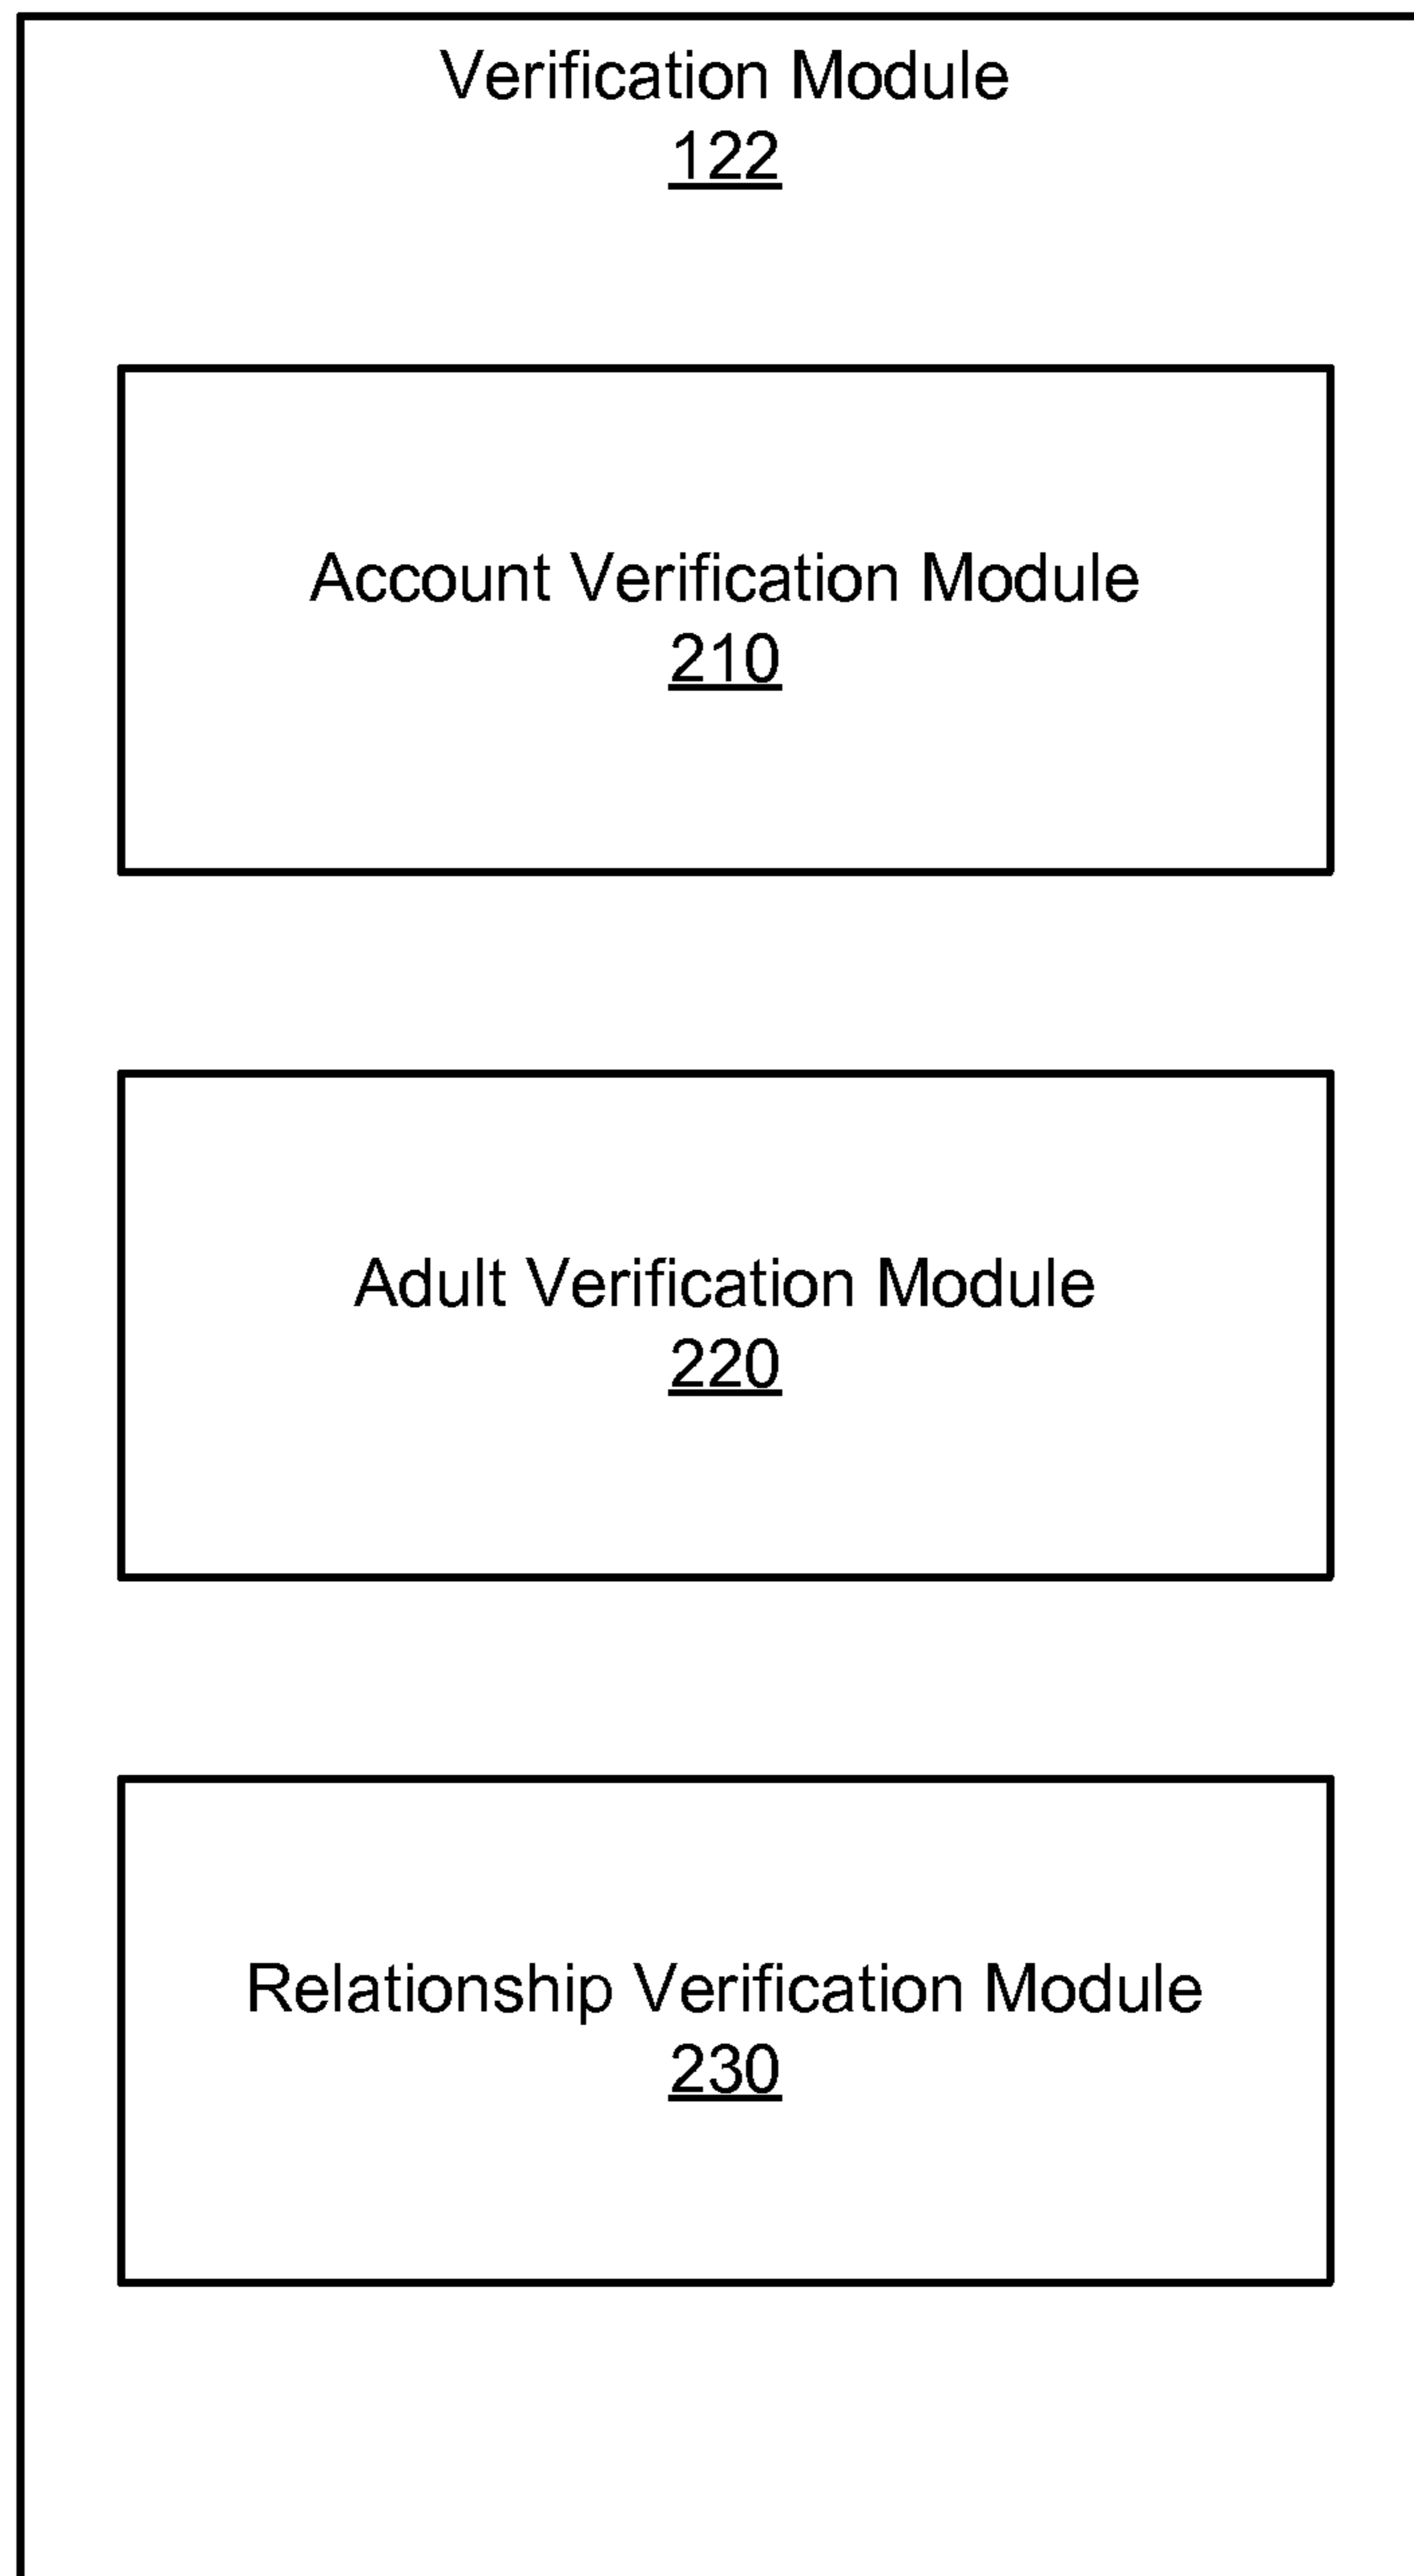 Verification Module
122
Account Verification Module
210
Adult Verification Module
220
Relationship Verification Module
230